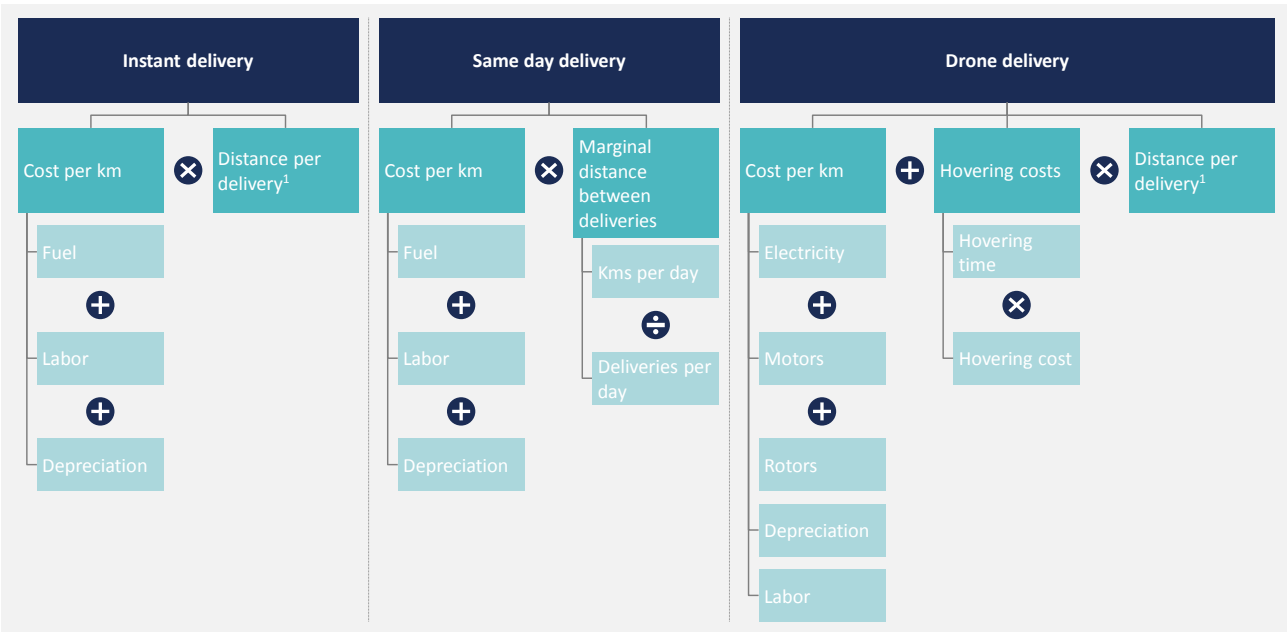 Instant delivery
Cost per km
Distance per
delivery¹
Fuel
Labor
Depreciation
Same day delivery
Cost per km
Marginal
distance
between
deliveries
Fuel
Labor
Depreciation
Kms per day
Deliveries per
day
Drone delivery
Cost per km
Hovering costs
Distance per
delivery¹
Electricity
Motors
Rotors
Depreciation
Labor
Hovering
time
Hovering cost